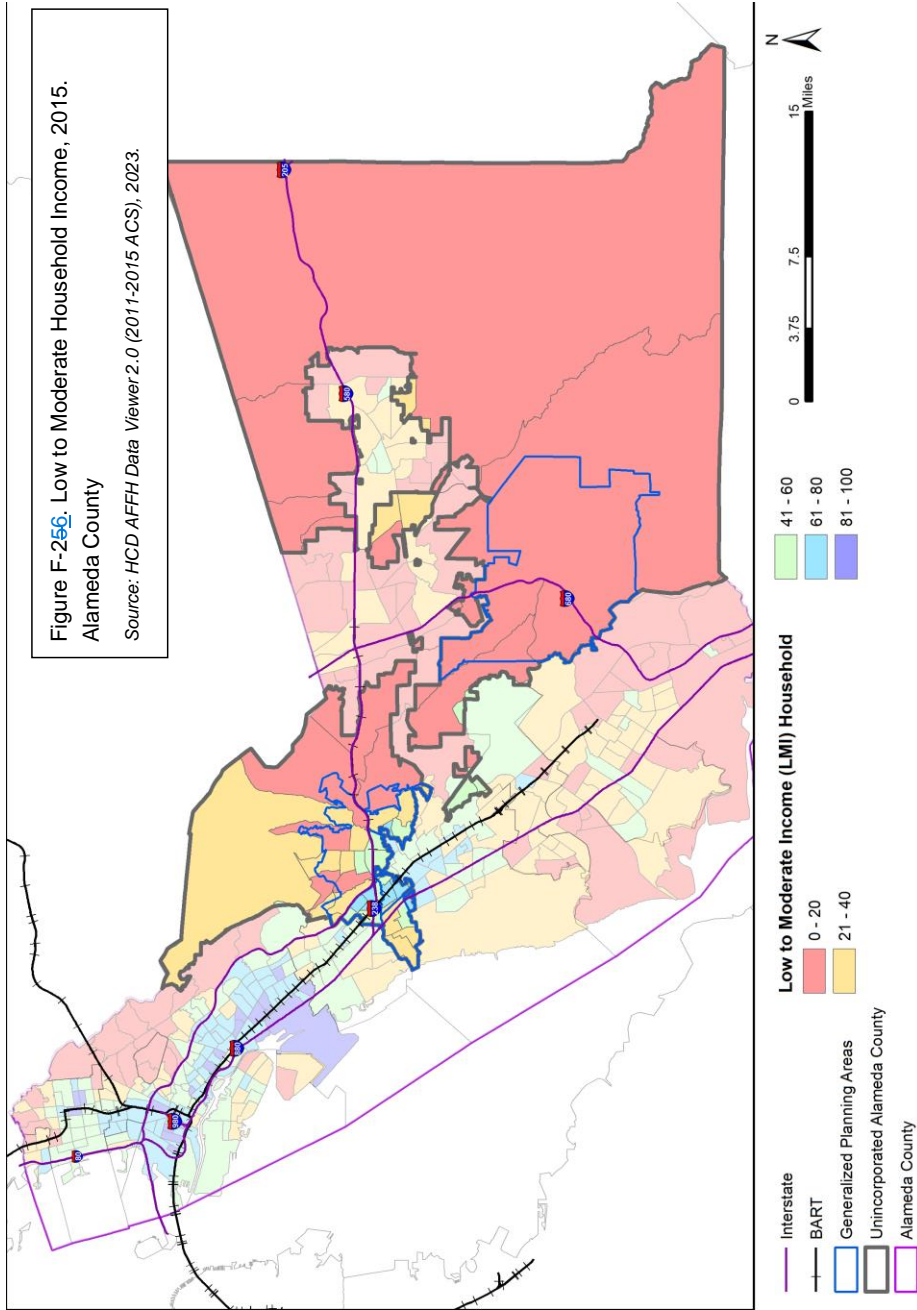 Figure F-256. Low to Moderate Household Income, 2015.
Alameda County
Source: HCD AFFH Data Viewer 2.0 (2011-2015 ACS), 2023.
205
580
680
238
880
980
80
N
0 3.75 7.5 15
Miles
Interstate
BART
Generalized Planning Areas
Unincorporated Alameda County
Alameda County
Low to Moderate Income (LMI) Household
0 - 20
21 - 40
41 - 60
61 - 80
81 - 100